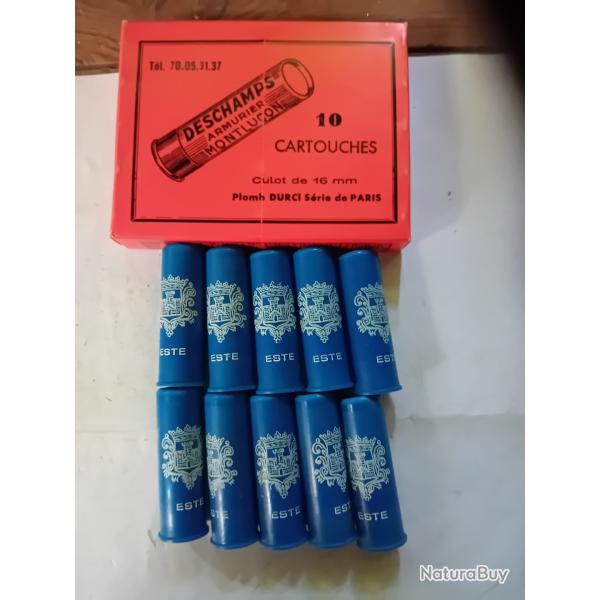 Tél. 70.05.31.37
DESCHAMPS
ARMURIER
MONTLUÇON
10
CARTOUCHES
Culot de 16 mm
Plomb DURCI Série de PARIS
ESTE
ESTE
ESTE
ESTE
ESTE
ESTE
ESTE
ESTE
ESTE
ESTE
NaturaBuy